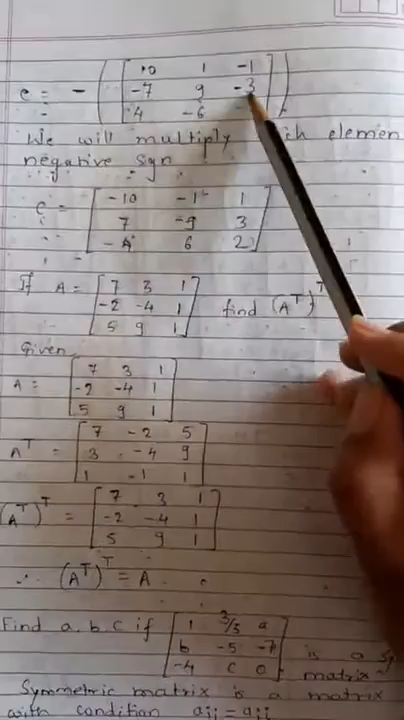 c = - ( [ 10 1 -1
-7 9 -3
4 -6 ] )
We will multiply elemen
negative sgn
c = [ -10 -1 1
7 -9 3
-4 6 2 ]
If A = [ 7 3 1
-2 -4 1
5 9 1 ] find (A^T)^T
Given
A = [ 7 3 1
-2 -4 1
5 9 1 ]
A^T = [ 7 -2 5
3 -4 9
1 -1 1 ]
(A^T)^T = [ 7 3 1
-2 -4 1
5 9 1 ]
∴ (A^T)^T = A
Find a, b, c if [ 1 3/5 a
b -5 -7
-4 c 0 ] is a sy
matrix
Symmetric matrix is a matrix
with condition aij = aji